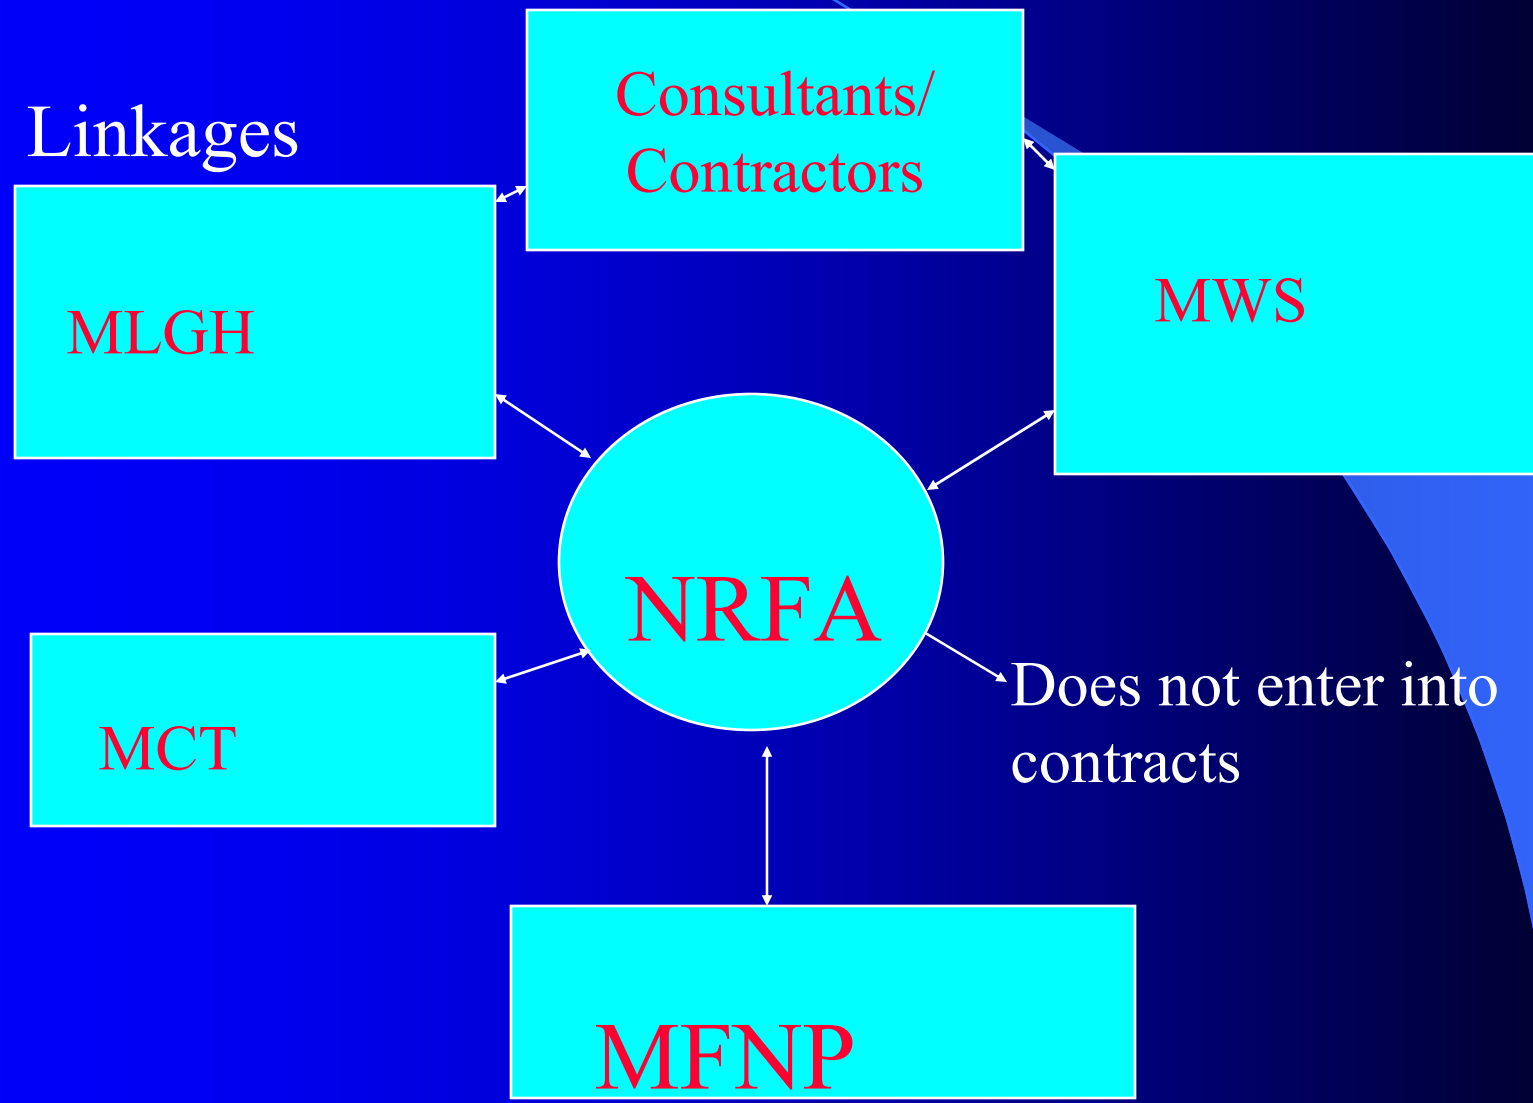 Linkages
Consultants/
Contractors
MLGH
MWS
NRFA
MCT
Does not enter into
contracts
MFNP